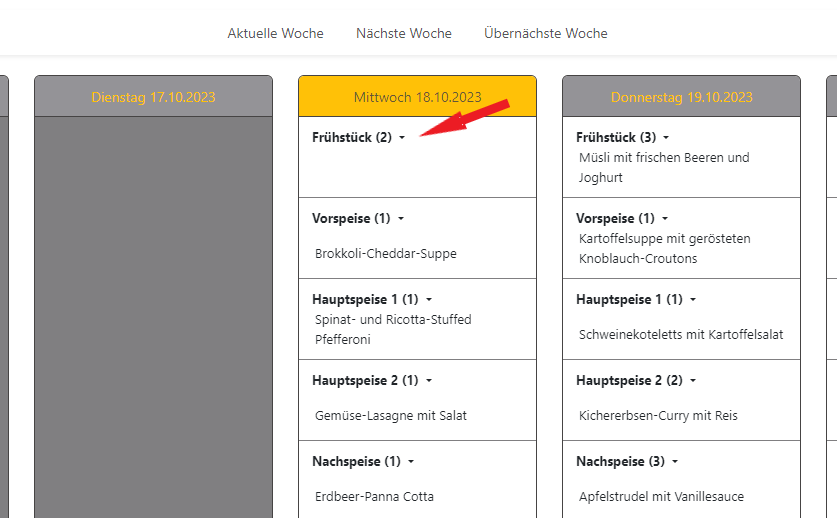 Aktuelle Woche Nächste Woche Übernächste Woche
Dienstag 17.10.2023
Mittwoch 18.10.2023
Frühstück (2)
Vorspeise (1)
Brokkoli-Cheddar-Suppe
Hauptspeise 1 (1)
Spinat- und Ricotta-Stuffed
Pfefferoni
Hauptspeise 2 (1)
Gemüse-Lasagne mit Salat
Nachspeise (1)
Erdbeer-Panna Cotta
Donnerstag 19.10.2023
Frühstück (3)
Müsli mit frischen Beeren und
Joghurt
Vorspeise (1)
Kartoffelsuppe mit gerösteten
Knoblauch-Croutons
Hauptspeise 1 (1)
Schweinekoteletts mit Kartoffelsalat
Hauptspeise 2 (2)
Kichererbsen-Curry mit Reis
Nachspeise (3)
Apfelstrudel mit Vanillesauce